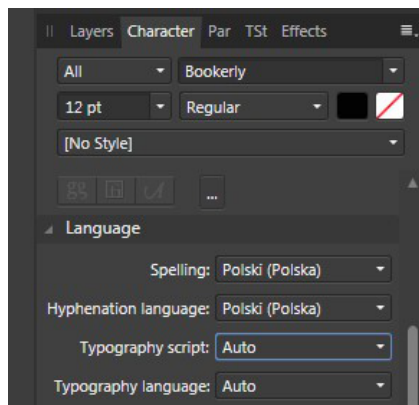 Layers Character Par TSt Effects
All Bookerly
12 pt Regular
[No Style]
...
Language
Spelling: Polski (Polska)
Hyphenation language: Polski (Polska)
Typography script: Auto
Typography language: Auto